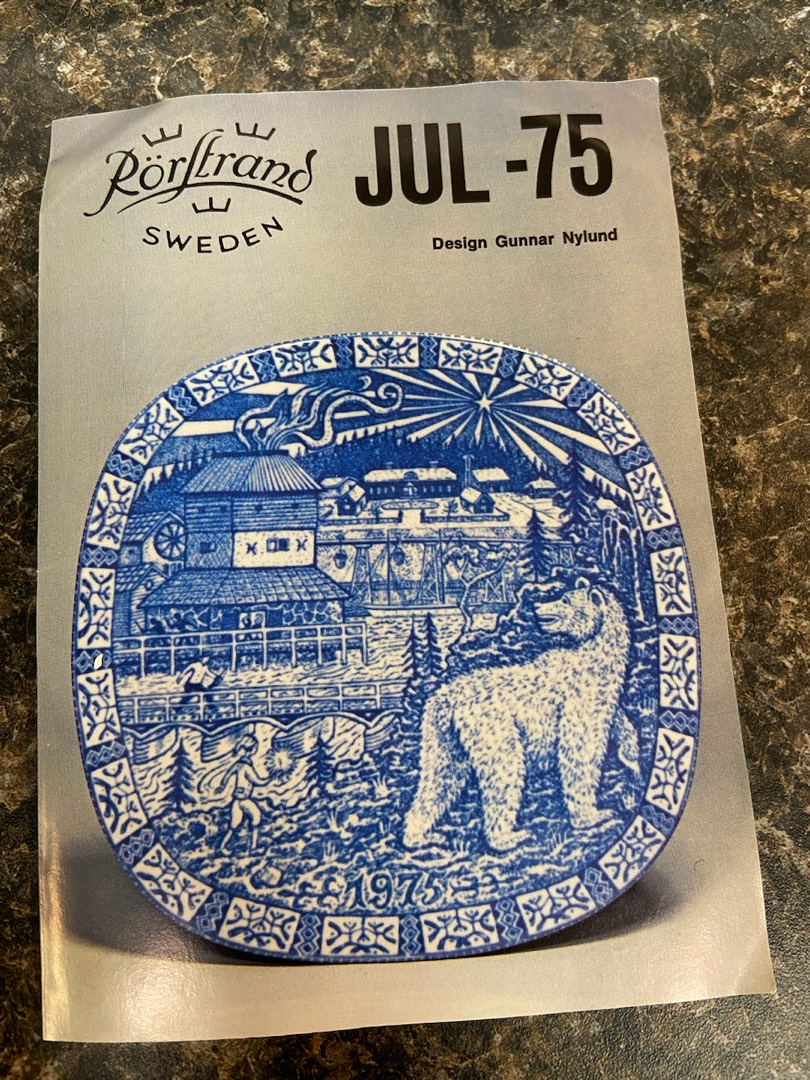 Rörstrand
SWEDEN
JUL -75
Design Gunnar Nylund
1975